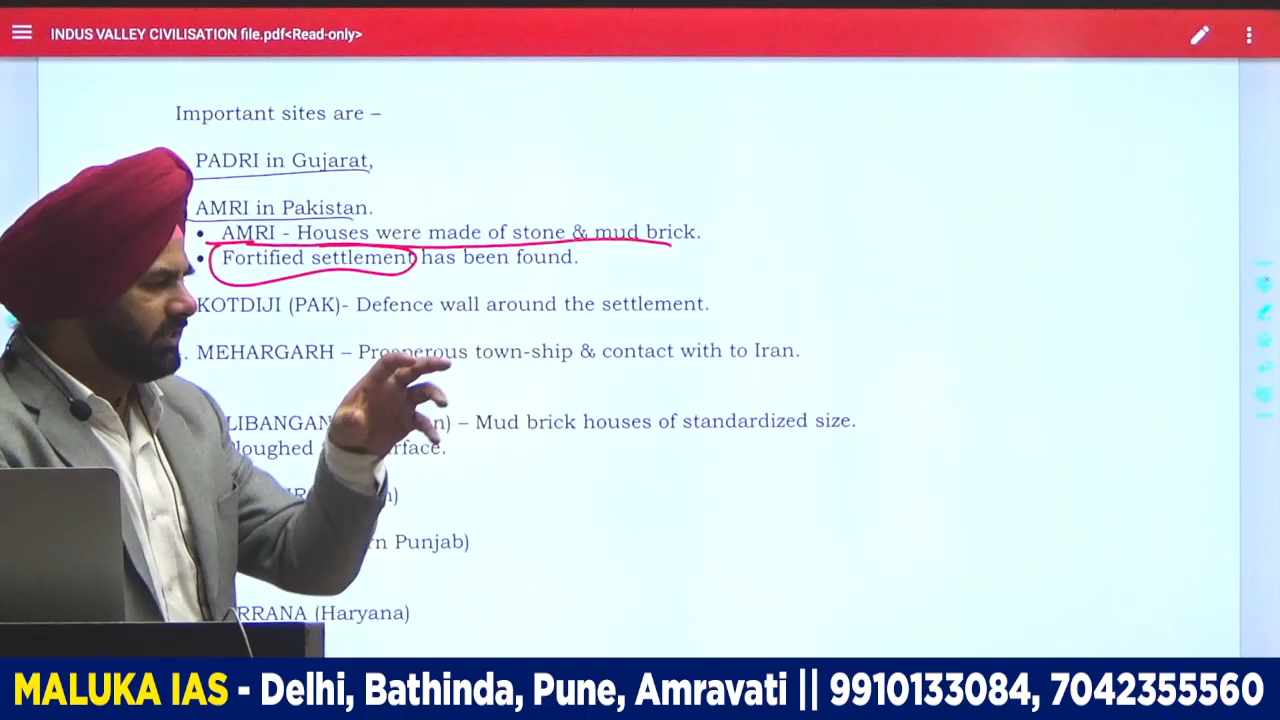 INDUS VALLEY CIVILISATION file.pdf<Read-only>
Important sites are –
PADRI in Gujarat,
AMRI in Pakistan.
• AMRI - Houses were made of stone & mud brick.
• Fortified settlement has been found.
KOTDIJI (PAK)- Defence wall around the settlement.
. MEHARGARH – Prosperous town-ship & contact with to Iran.
LIBANGAN n) – Mud brick houses of standardized size.
loughed rface.
n)
rn Punjab)
RRANA (Haryana)
MALUKA IAS - Delhi, Bathinda, Pune, Amravati || 9910133084, 7042355560